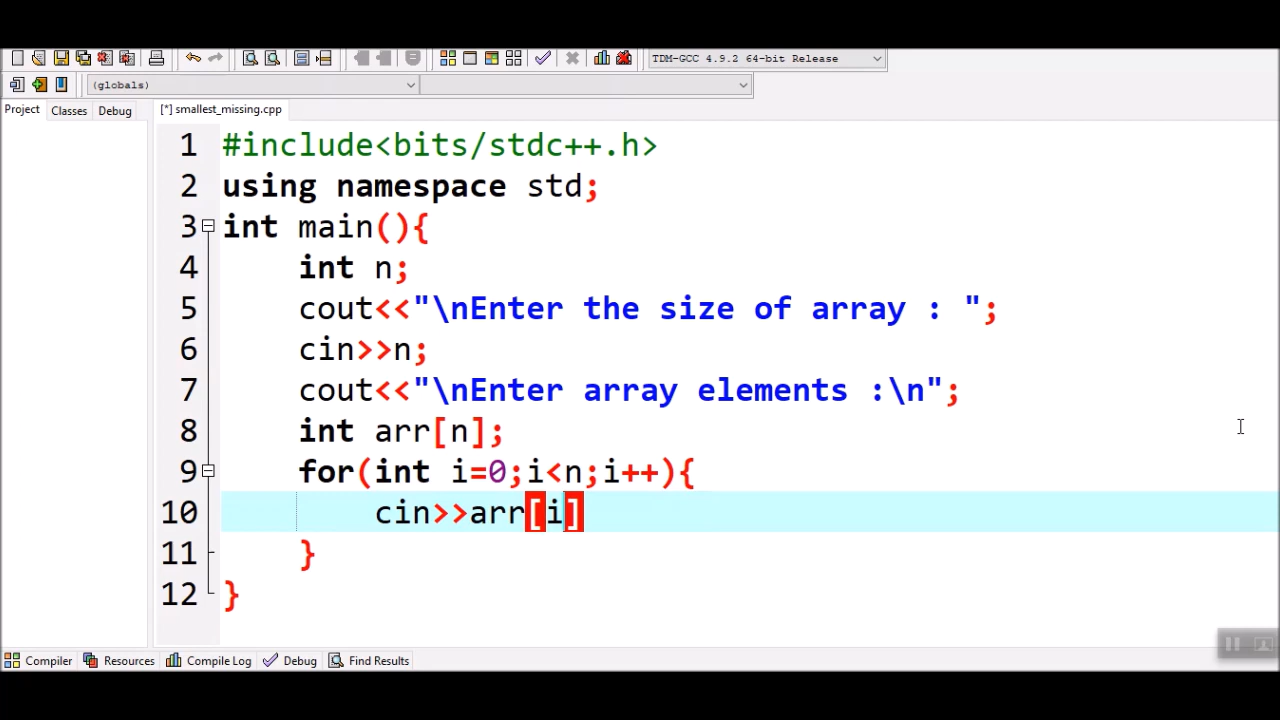 TDM-GCC 4.9.2 64-bit Release
(globals)
Project Classes Debug [*] smallest_missing.cpp
1 #include<bits/stdc++.h>
2 using namespace std;
3 int main(){
4 int n;
5 cout<<"\nEnter the size of array : ";
6 cin>>n;
7 cout<<"\nEnter array elements :\n";
8 int arr[n];
9 for(int i=0;i<n;i++){
10 cin>>arr[i]
11 }
12 }
Compiler Resources Compile Log Debug Find Results